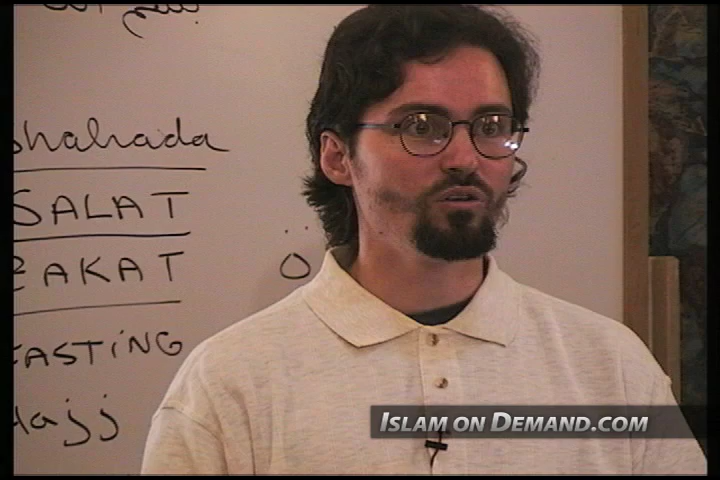 Shahada
SALAT
ZAKAT ة
FASTING
Hajj
ISLAM ON DEMAND.COM